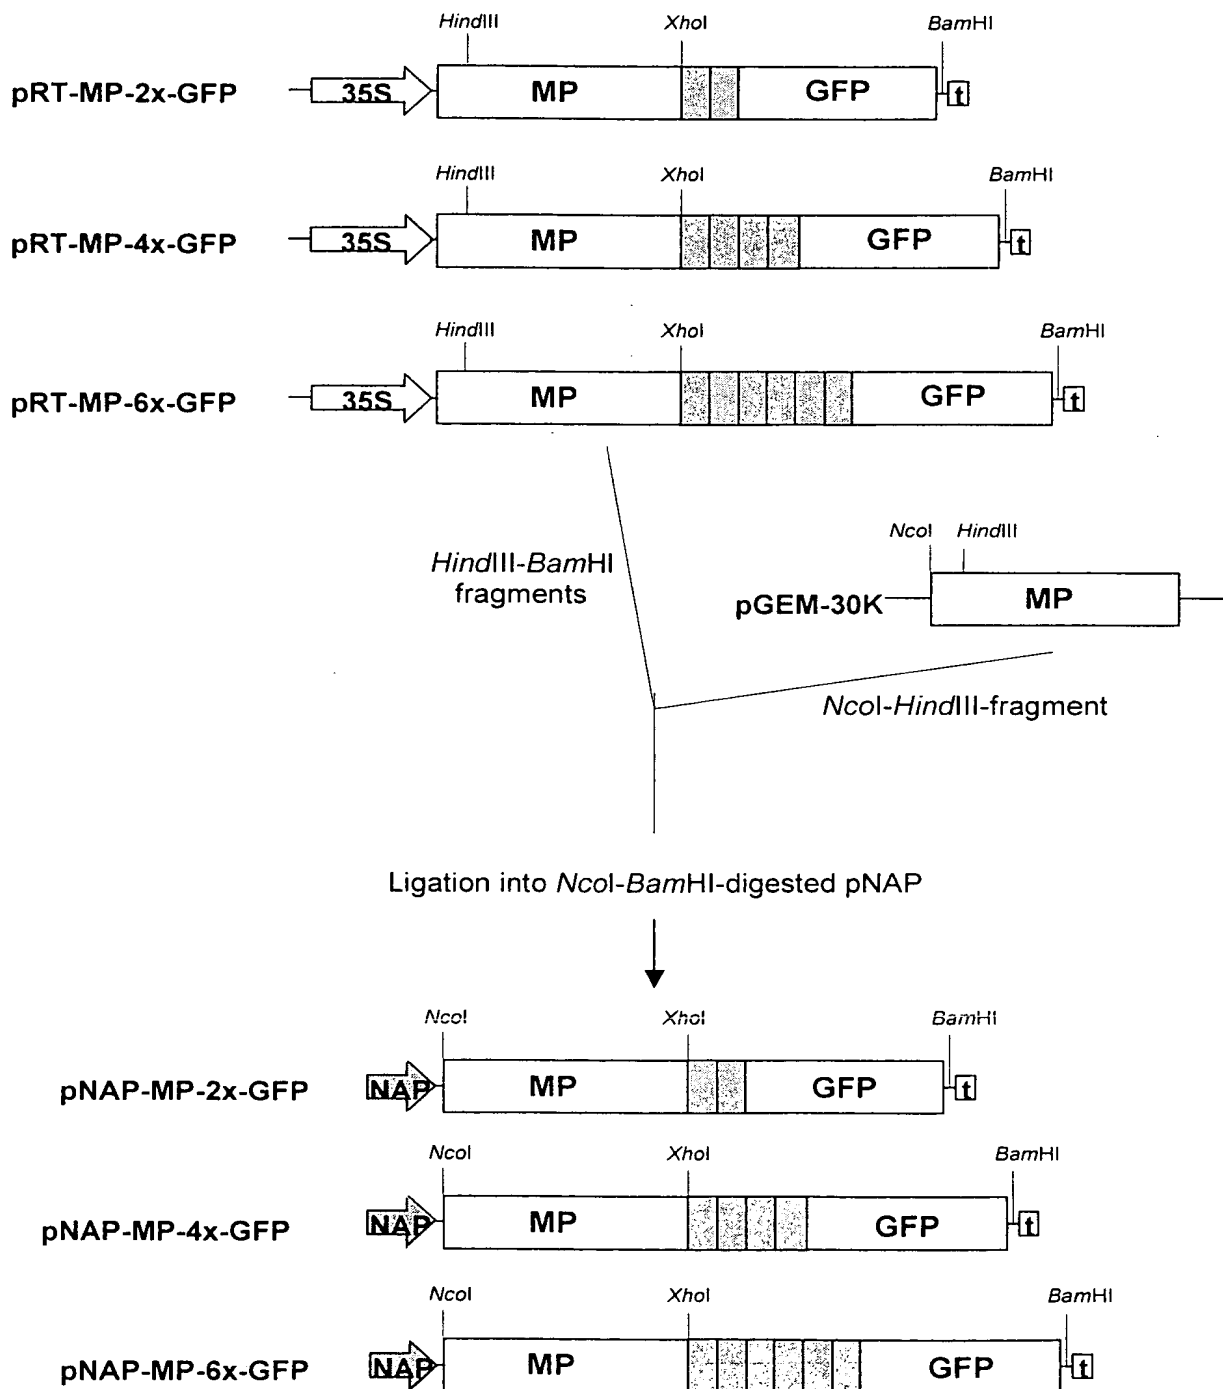 HindIII XhoI BamHI
pRT-MP-2x-GFP 35S MP GFP t
HindIII XhoI BamHI
pRT-MP-4x-GFP 35S MP GFP t
HindIII XhoI BamHI
pRT-MP-6x-GFP 35S MP GFP t
HindIII-BamHI
fragments
NcoI HindIII
pGEM-30K MP
NcoI-HindIII-fragment
Ligation into NcoI-BamHI-digested pNAP
NcoI XhoI BamHI
pNAP-MP-2x-GFP NAP MP GFP t
NcoI XhoI BamHI
pNAP-MP-4x-GFP NAP MP GFP t
NcoI XhoI BamHI
pNAP-MP-6x-GFP NAP MP GFP t